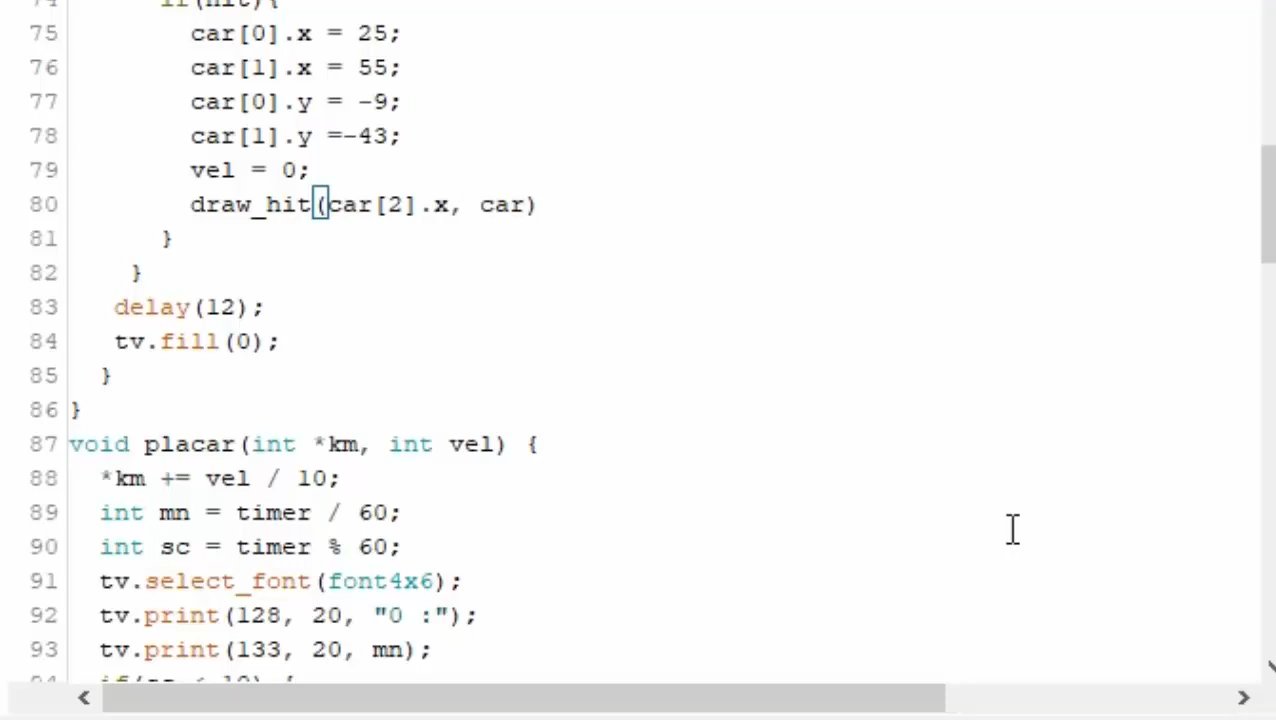 75 car[0].x = 25;
76 car[1].x = 55;
77 car[0].y = -9;
78 car[1].y =-43;
79 vel = 0;
80 draw_hit(car[2].x, car)
81 }
82 }
83 delay(12);
84 tv.fill(0);
85 }
86 }
87 void placar(int *km, int vel) {
88 *km += vel / 10;
89 int mn = timer / 60;
90 int sc = timer % 60;
91 tv.select_font(font4x6);
92 tv.print(128, 20, "0 :");
93 tv.print(133, 20, mn);